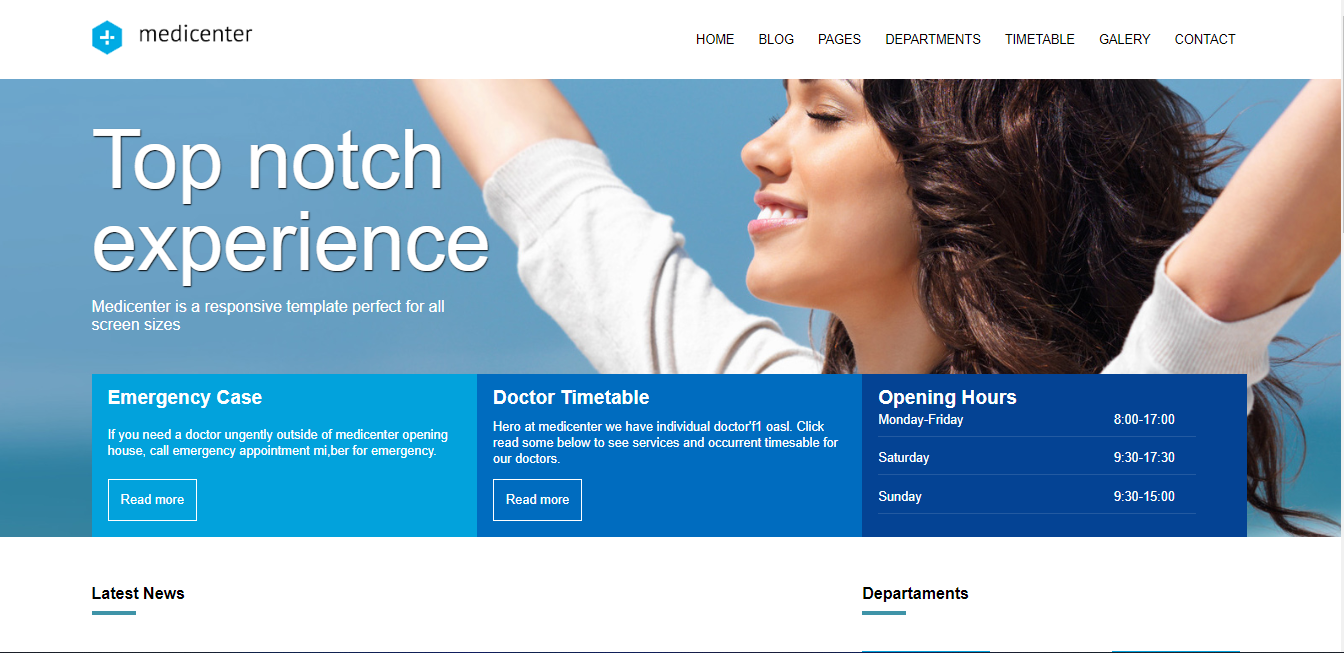 medicenter
HOME BLOG PAGES DEPARTMENTS TIMETABLE GALERY CONTACT
Top notch
experience
Medicenter is a responsive template perfect for all
screen sizes
Emergency Case
If you need a doctor ungently outside of medicenter opening
house, call emergency appointment mi,ber for emergency.
Read more
Doctor Timetable
Hero at medicenter we have individual doctor'f1 oasl. Click
read some below to see services and occurrent timesable for
our doctors.
Read more
Opening Hours
Monday-Friday 8:00-17:00
Saturday 9:30-17:30
Sunday 9:30-15:00
Latest News
Departaments